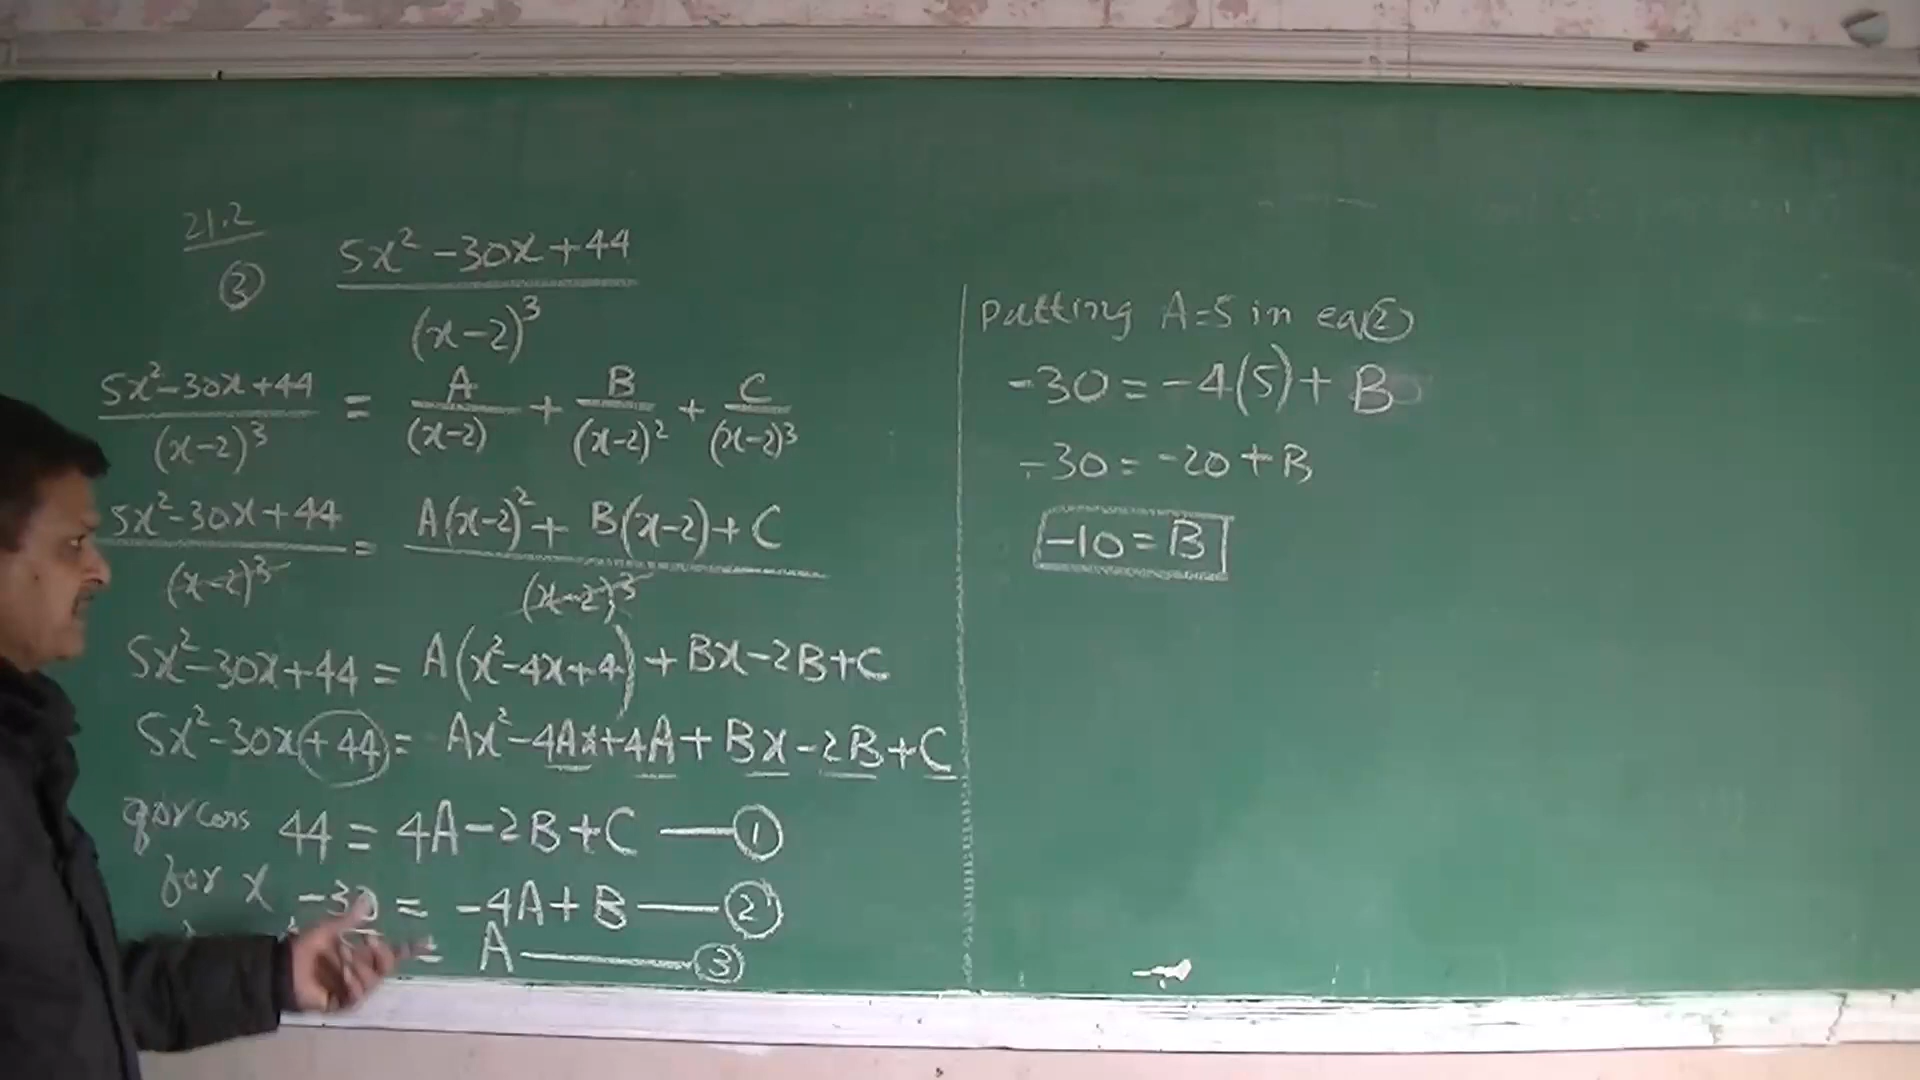 21.2
③
5x² -30x+44
(x-2)³
5x²-30x+44 / (x-2)³ = A/(x-2) + B/(x-2)² + C/(x-2)³
5x²-30x+44 / (x-2)³ = A(x-2)²+ B(x-2)+C / (x-2)³
5x²-30x+44 = A(x²-4x+4)+Bx-2B+C
5x²-30x+44 = Ax²-4Ax+4A+Bx-2B+C
44 = 4A-2B+C ①
for x -30 = -4A+B ②
= A ③
Putting A=5 in eq②
-30=-4(5)+B
-30=-20+B
-10=B